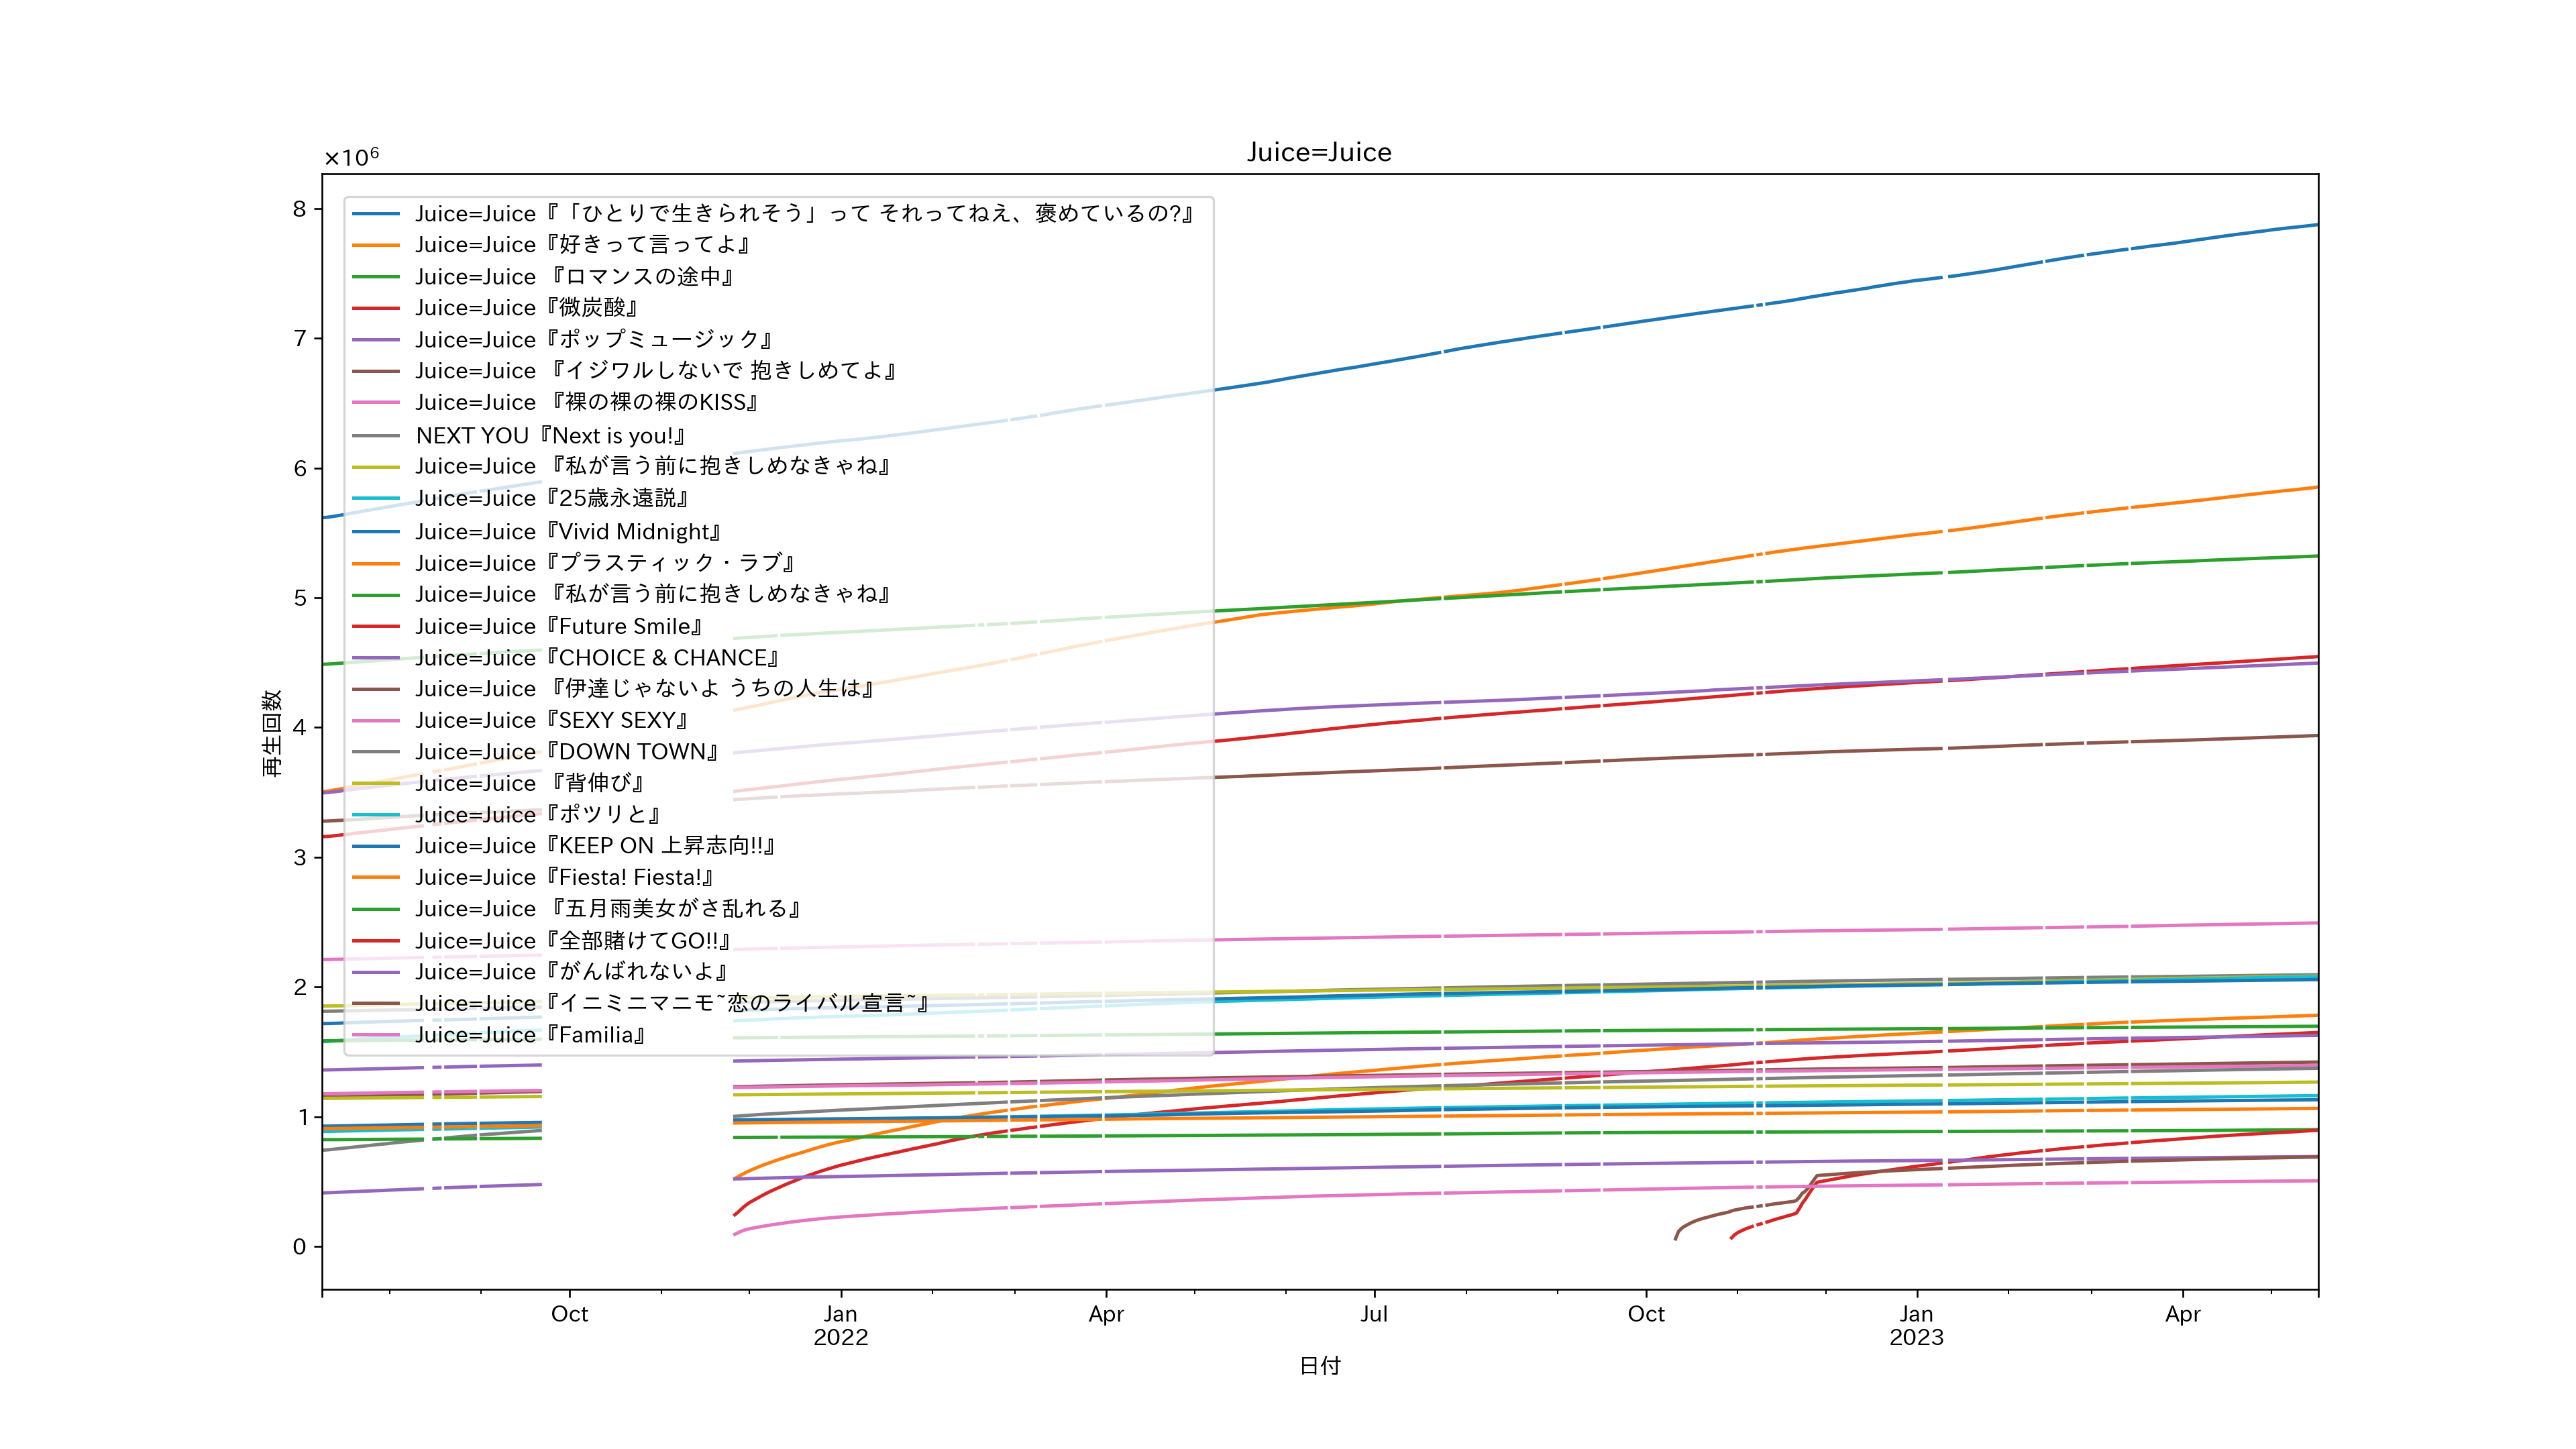 Juice=Juice
×10⁶
8
7
6
5
4
3
2
1
0
再生回数
Juice=Juice『「ひとりで生きられそう」って それってねえ、褒めているの?』
Juice=Juice『好きって言ってよ』
Juice=Juice 『ロマンスの途中』
Juice=Juice『微炭酸』
Juice=Juice『ポップミュージック』
Juice=Juice 『イジワルしないで 抱きしめてよ』
Juice=Juice 『裸の裸の裸のKISS』
NEXT YOU『Next is you!』
Juice=Juice 『私が言う前に抱きしめなきゃね』
Juice=Juice『25歳永遠説』
Juice=Juice『Vivid Midnight』
Juice=Juice『プラスティック・ラブ』
Juice=Juice 『私が言う前に抱きしめなきゃね』
Juice=Juice『Future Smile』
Juice=Juice『CHOICE & CHANCE』
Juice=Juice 『伊達じゃないよ うちの人生は』
Juice=Juice『SEXY SEXY』
Juice=Juice『DOWN TOWN』
Juice=Juice 『背伸び』
Juice=Juice『ポツリと』
Juice=Juice『KEEP ON 上昇志向!!』
Juice=Juice『Fiesta! Fiesta!』
Juice=Juice 『五月雨美女がさ乱れる』
Juice=Juice『全部賭けてGO!!』
Juice=Juice『がんばれないよ』
Juice=Juice『イニミニマニモ~恋のライバル宣言~』
Juice=Juice『Familia』
Oct Jan Apr Jul Oct Jan Apr
2022 2023
日付